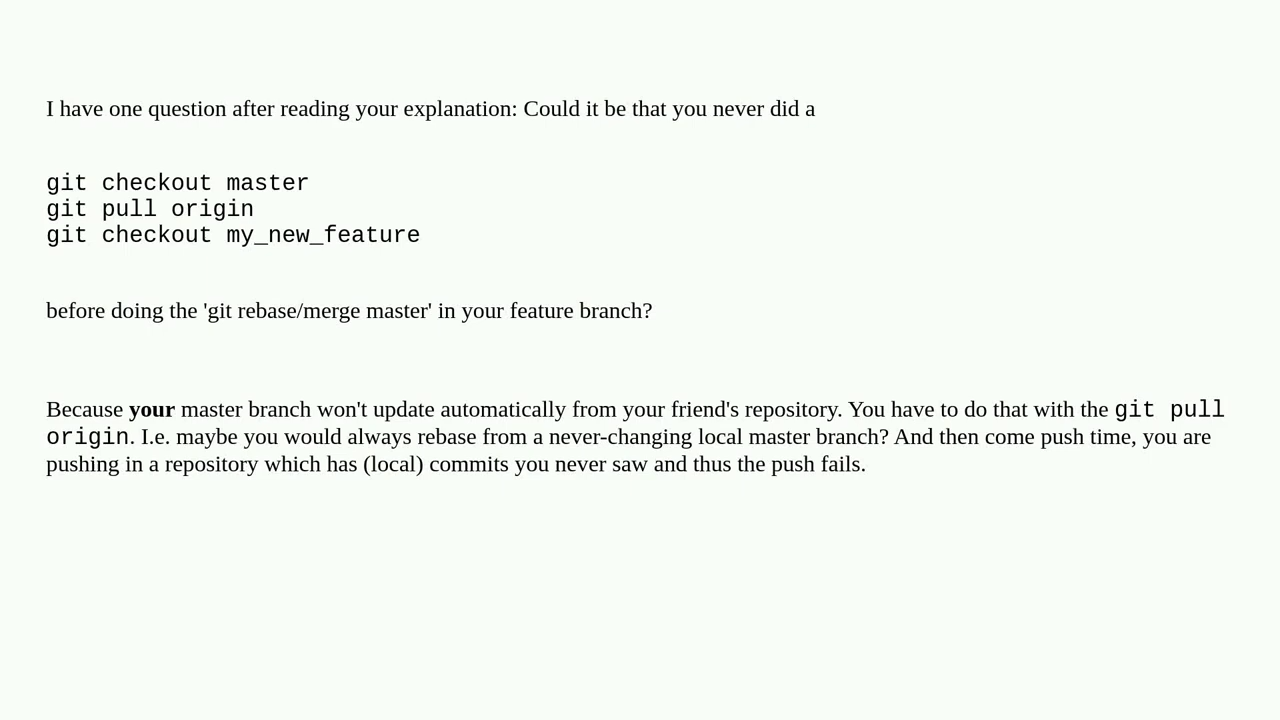 I have one question after reading your explanation: Could it be that you never did a
git checkout master
git pull origin
git checkout my_new_feature
before doing the 'git rebase/merge master' in your feature branch?
Because your master branch won't update automatically from your friend's repository. You have to do that with the git pull
origin. I.e. maybe you would always rebase from a never-changing local master branch? And then come push time, you are
pushing in a repository which has (local) commits you never saw and thus the push fails.